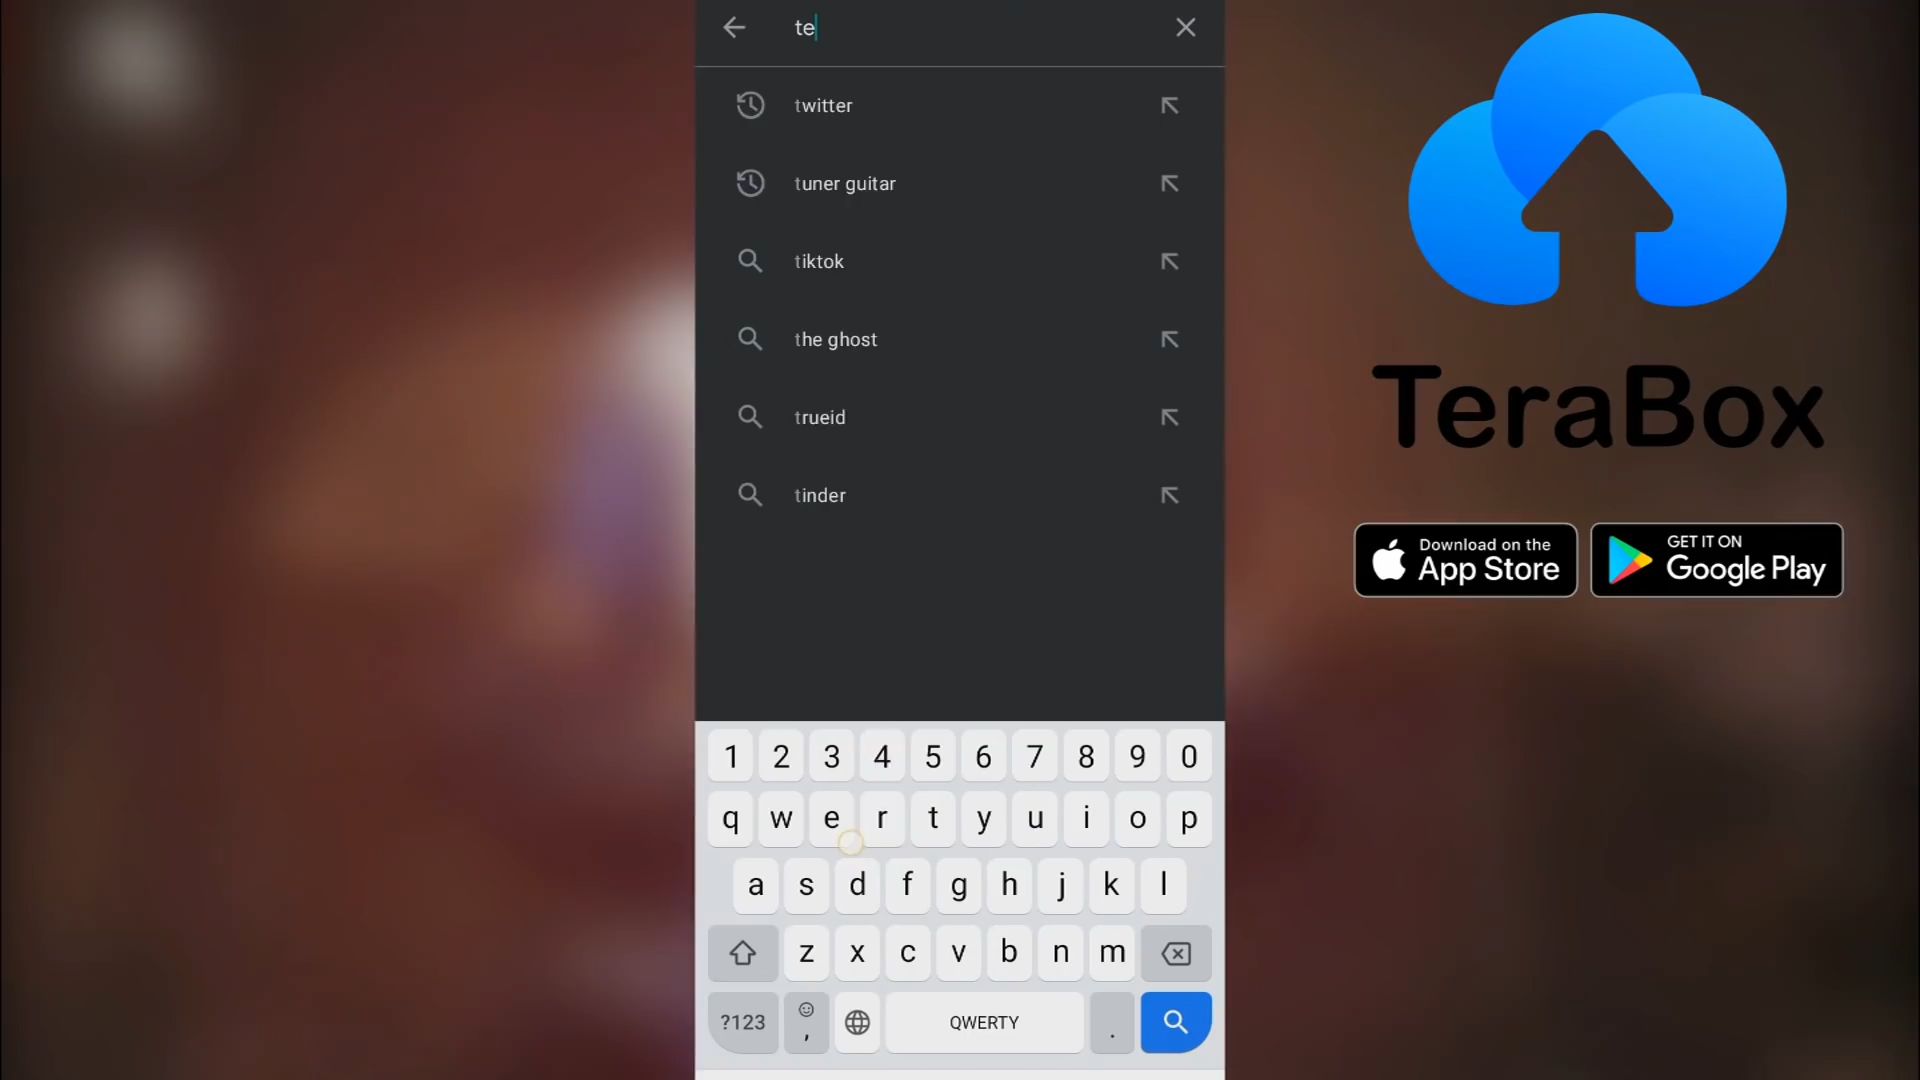 te
twitter
tuner guitar
tiktok
the ghost
trueid
tinder
1 2 3 4 5 6 7 8 9 0
q w e r t y u i o p
a s d f g h j k l
z x c v b n m
?123 , QWERTY .
TeraBox
Download on the
App Store
GET IT ON
Google Play